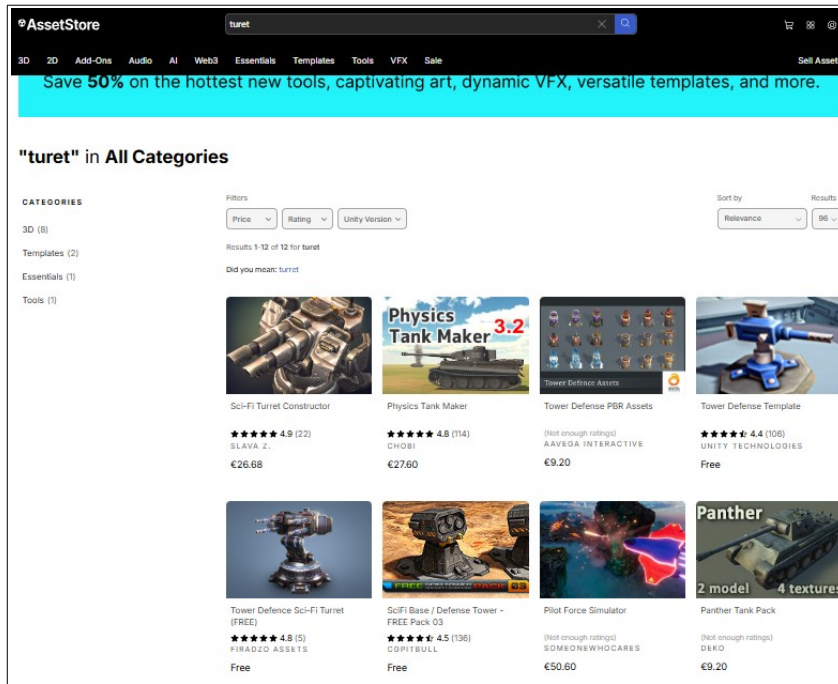 AssetStore
turet
3D 2D Add-Ons Audio AI Web3 Essentials Templates Tools VFX Sale
Sell Assets
Save 50% on the hottest new tools, captivating art, dynamic VFX, versatile templates, and more.
"turet" in All Categories
CATEGORIES
3D (8)
Templates (2)
Essentials (1)
Tools (1)
Filters
Price Rating Unity Version
Sort by
Relevance
Results
96
Results 1-12 of 12 for turet
Did you mean: turret
Sci-Fi Turret Constructor
4.9 (22)
SLAVA Z.
€26.68
Physics
Tank Maker 3.2
Physics Tank Maker
4.8 (114)
CHOBI
€27.60
Tower Defence Assets
Tower Defense PBR Assets
(Not enough ratings)
AAVEGA INTERACTIVE
€9.20
Tower Defense Template
4.4 (106)
UNITY TECHNOLOGIES
Free
Tower Defence Sci-Fi Turret
(FREE)
4.8 (5)
FIRADZO ASSETS
Free
FREE SCIFI TOWER PACK 03
SciFi Base / Defense Tower -
FREE Pack 03
4.5 (136)
CGPITBULL
Free
Pilot Force Simulator
(Not enough ratings)
SOMEONEWHOCARES
€50.60
Panther
2 model 4 textures
Panther Tank Pack
(Not enough ratings)
DEKO
€9.20